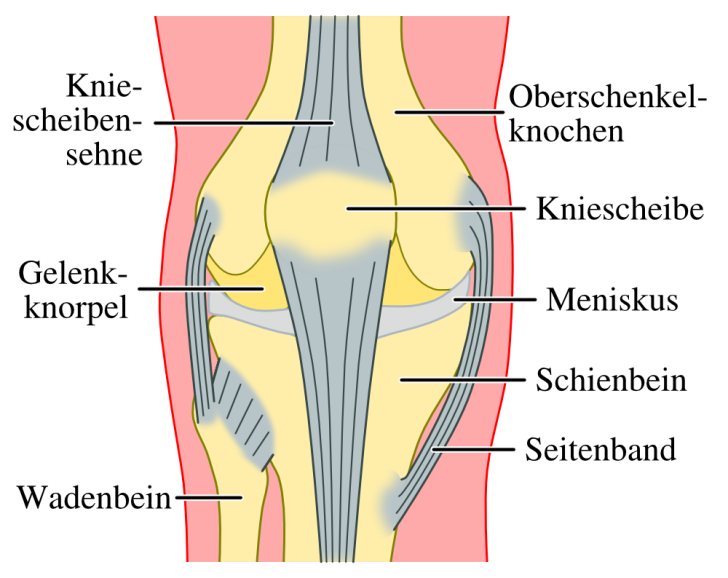 Knie-
scheiben-
sehne
Oberschenkel-
knochen
Kniescheibe
Gelenk-
knorpel
Meniskus
Schienbein
Seitenband
Wadenbein